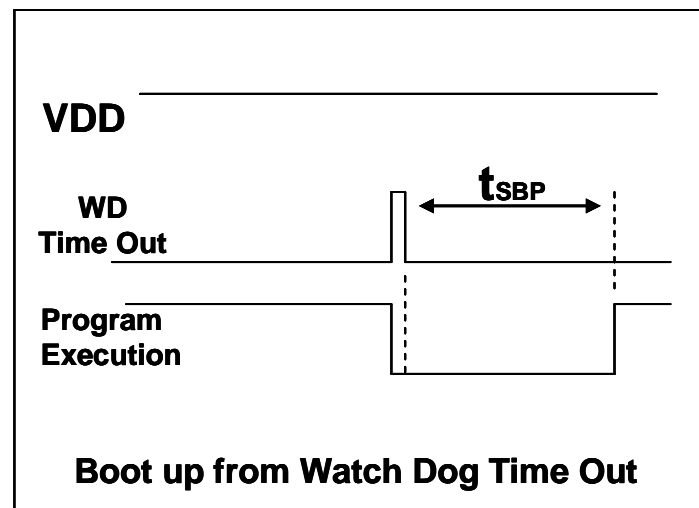 VDD
tSBP
WD
Time Out
Program
Execution
Boot up from Watch Dog Time Out